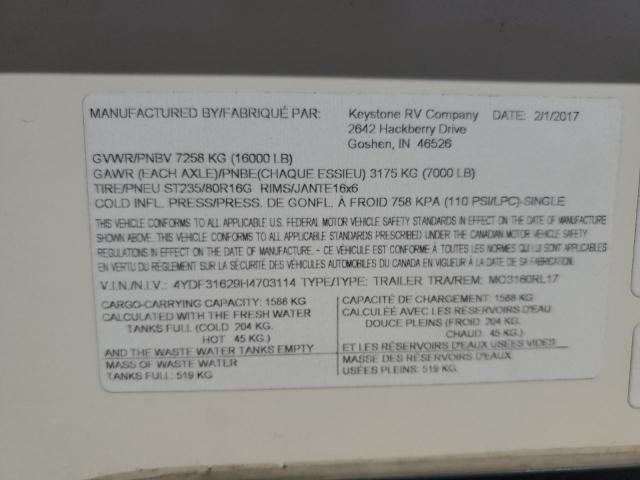 MANUFACTURED BY/FABRIQUÉ PAR: Keystone RV Company DATE: 2/1/2017
2642 Hackberry Drive
Goshen, IN 46526
GVWR/PNBV 7258 KG (16000 LB)
GAWR (EACH AXLE)/PNBE(CHAQUE ESSIEU) 3175 KG (7000 LB)
TIRE/PNEU ST235/80R16G RIMS/JANTE16x6
COLD INFL. PRESS/PRESS. DE GONFL. À FROID 758 KPA (110 PSI/LPC)-SINGLE
THIS VEHICLE CONFORMS TO ALL APPLICABLE U.S. FEDERAL MOTOR VEHICLE SAFETY STANDARDS IN EFFECT ON THE DATE OF MANUFACTURE
SHOWN ABOVE. THIS VEHICLE CONFORMS TO ALL APPLICABLE STANDARDS PRESCRIBED UNDER THE CANADIAN MOTOR VEHICLE SAFETY
REGULATIONS IN EFFECT ON THE DATE OF MANUFACTURE. - CE VÉHICULE EST CONFORME À TOUTES LES NORMES QUI LUI SONT APPLICABLES
EN VERTU DU RÈGLEMENT SUR LA SÉCURITÉ DES VÉHICULES AUTOMOBILES DU CANADA EN VIGUEUR À LA DATE DE SA FABRICATION.
V.I.N./N.I.V.: 4YDF31629H4703114 TYPE/TYPE: TRAILER TRA/REM: MO3160RL17
CARGO-CARRYING CAPACITY: 1588 KG
CALCULATED WITH THE FRESH WATER
TANKS FULL (COLD 204 KG.
HOT 45 KG.)
AND THE WASTE WATER TANKS EMPTY
MASS OF WASTE WATER
TANKS FULL: 519 KG
CAPACITÉ DE CHARGEMENT: 1588 KG
CALCULÉE AVEC LES RÉSERVOIRS D'EAU
DOUCE PLEINS (FROID: 204 KG.
CHAUD: 45 KG.)
ET LES RÉSERVOIRS D'EAUX USÉES VIDES
MASSE DES RÉSERVOIRS D'EAUX
USÉES PLEINS: 519 KG.